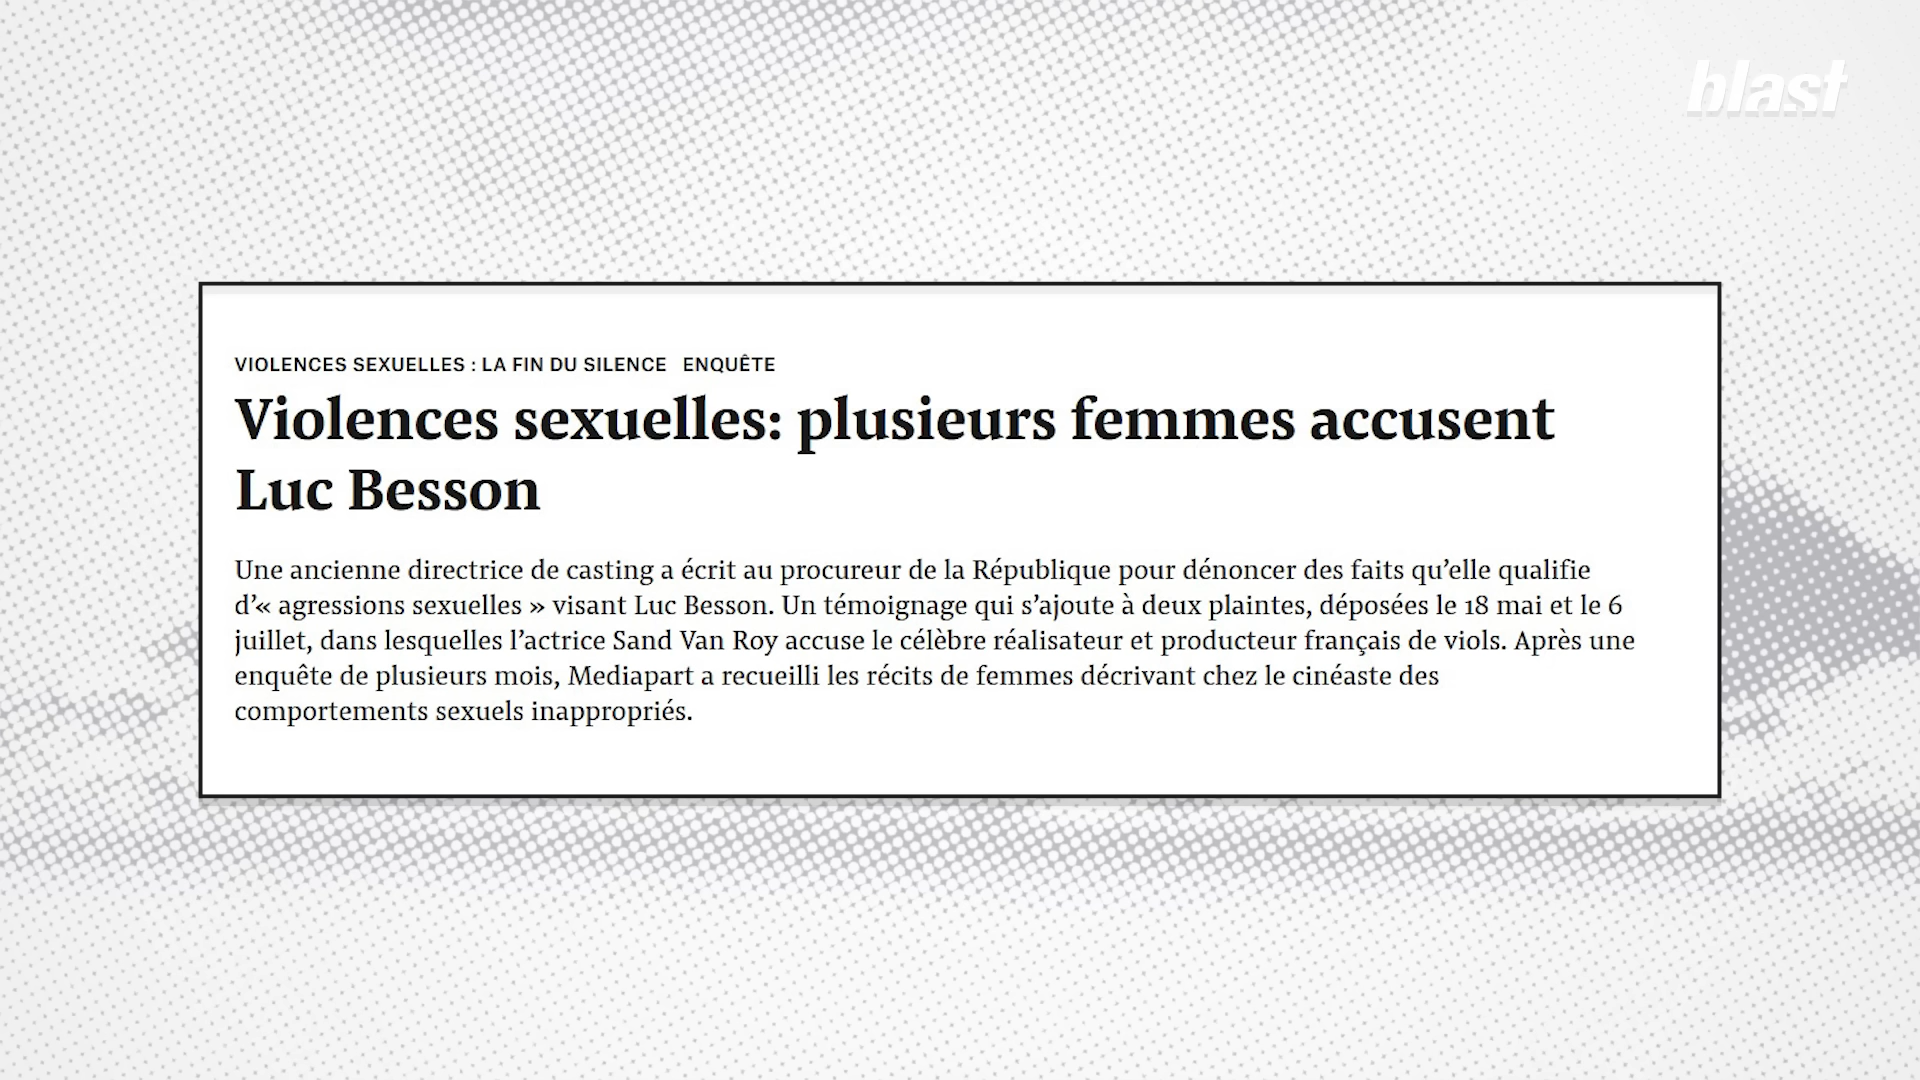 blast
VIOLENCES SEXUELLES : LA FIN DU SILENCE ENQUÊTE
Violences sexuelles: plusieurs femmes accusent
Luc Besson
Une ancienne directrice de casting a écrit au procureur de la République pour dénoncer des faits qu’elle qualifie
d’« agressions sexuelles » visant Luc Besson. Un témoignage qui s’ajoute à deux plaintes, déposées le 18 mai et le 6
juillet, dans lesquelles l’actrice Sand Van Roy accuse le célèbre réalisateur et producteur français de viols. Après une
enquête de plusieurs mois, Mediapart a recueilli les récits de femmes décrivant chez le cinéaste des
comportements sexuels inappropriés.